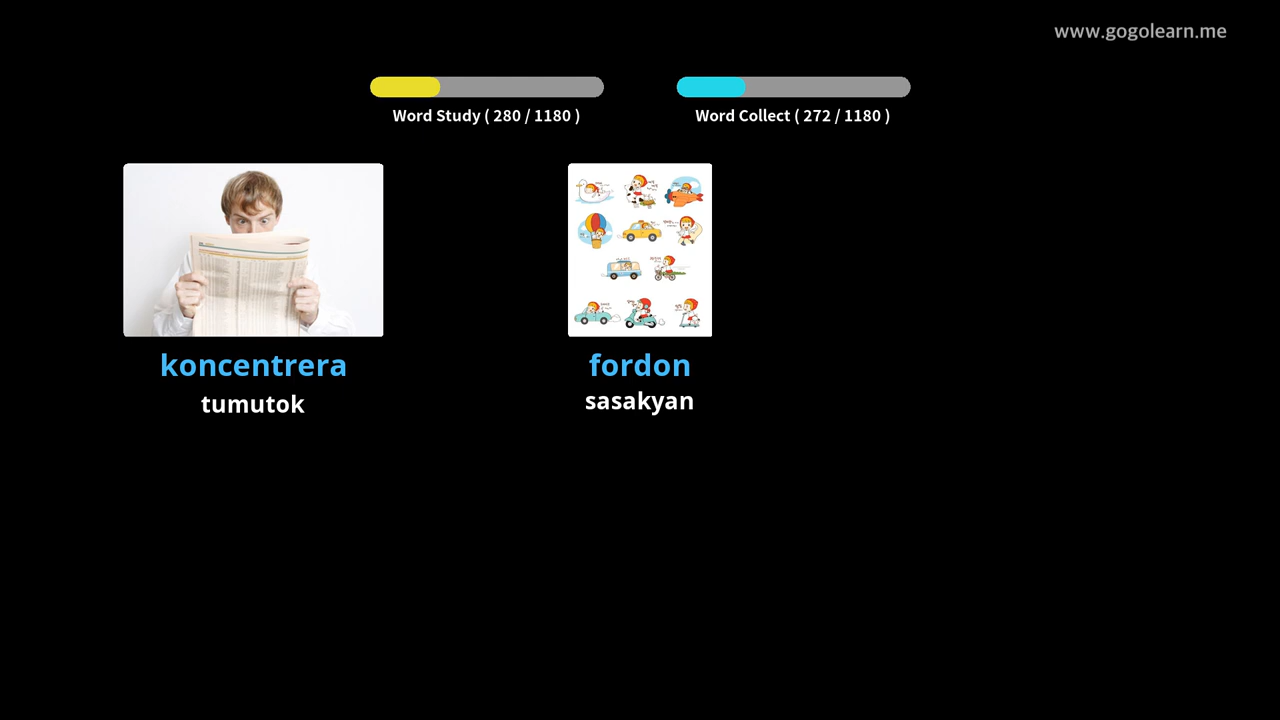 www.gogolearn.me
Word Study ( 280 / 1180 )
Word Collect ( 272 / 1180 )
koncentrera
tumutok
fordon
sasakyan